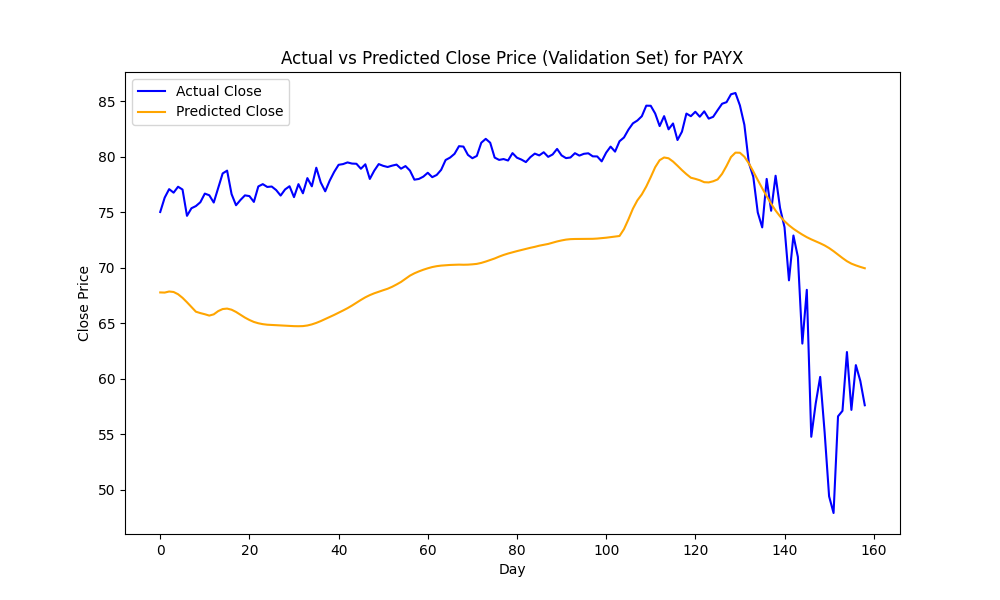 Actual vs Predicted Close Price (Validation Set) for PAYX
Actual Close
Predicted Close
Close Price
85
80
75
70
65
60
55
50
0 20 40 60 80 100 120 140 160
Day